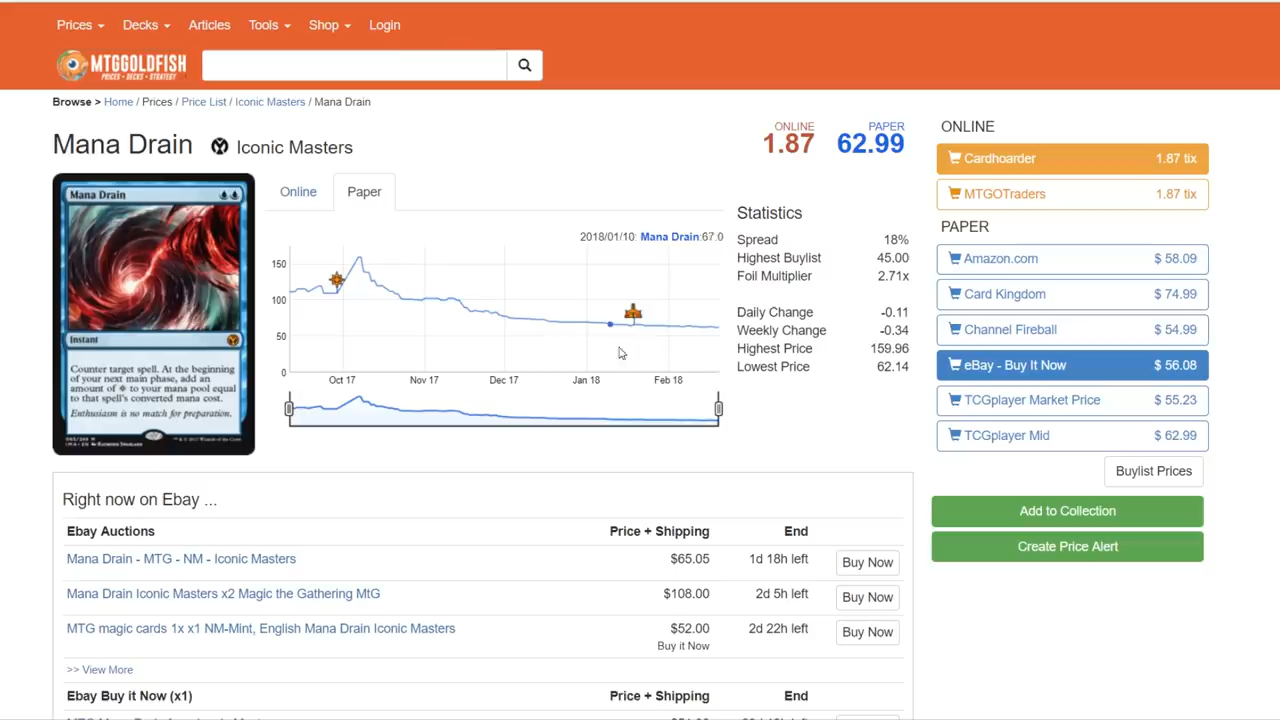 Prices Decks Articles Tools Shop Login
MTGGOLDFISH
PRICES • DECKS • STRATEGY
Browse > Home / Prices / Price List / Iconic Masters / Mana Drain
Mana Drain Iconic Masters
ONLINE
1.87
PAPER
62.99
Mana Drain
Instant
Counter target spell. At the beginning
of your next main phase, add an
amount of to your mana pool equal
to that spell's converted mana cost.
Enthusiasm is no match for preparation.
Online Paper
2018/01/10: Mana Drain:67.0
150
100
50
0
Oct 17 Nov 17 Dec 17 Jan 18 Feb 18
Statistics
Spread 18%
Highest Buylist 45.00
Foil Multiplier 2.71x
Daily Change -0.11
Weekly Change -0.34
Highest Price 159.96
Lowest Price 62.14
ONLINE
Cardhoarder 1.87 tix
MTGOTraders 1.87 tix
PAPER
Amazon.com $ 58.09
Card Kingdom $ 74.99
Channel Fireball $ 54.99
eBay - Buy It Now $ 56.08
TCGplayer Market Price $ 55.23
TCGplayer Mid $ 62.99
Buylist Prices
Add to Collection
Create Price Alert
Right now on Ebay ...
Ebay Auctions Price + Shipping End
Mana Drain - MTG - NM - Iconic Masters $65.05 1d 18h left Buy Now
Mana Drain Iconic Masters x2 Magic the Gathering MtG $108.00 2d 5h left Buy Now
MTG magic cards 1x x1 NM-Mint, English Mana Drain Iconic Masters $52.00 2d 22h left Buy Now
Buy it Now
>> View More
Ebay Buy it Now (x1) Price + Shipping End